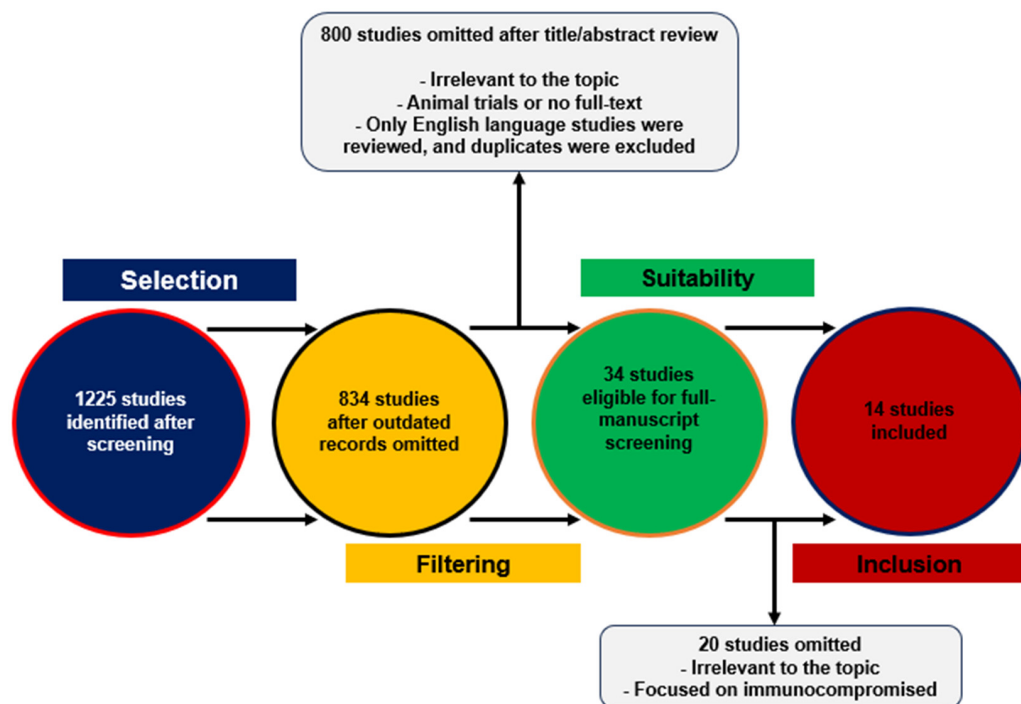 800 studies omitted after title/abstract review
- Irrelevant to the topic
- Animal trials or no full-text
- Only English language studies were
reviewed, and duplicates were excluded
Selection
Suitability
1225 studies
identified after
screening
834 studies
after outdated
records omitted
34 studies
eligible for full-
manuscript
screening
14 studies
included
Filtering
Inclusion
20 studies omitted
- Irrelevant to the topic
- Focused on immunocompromised